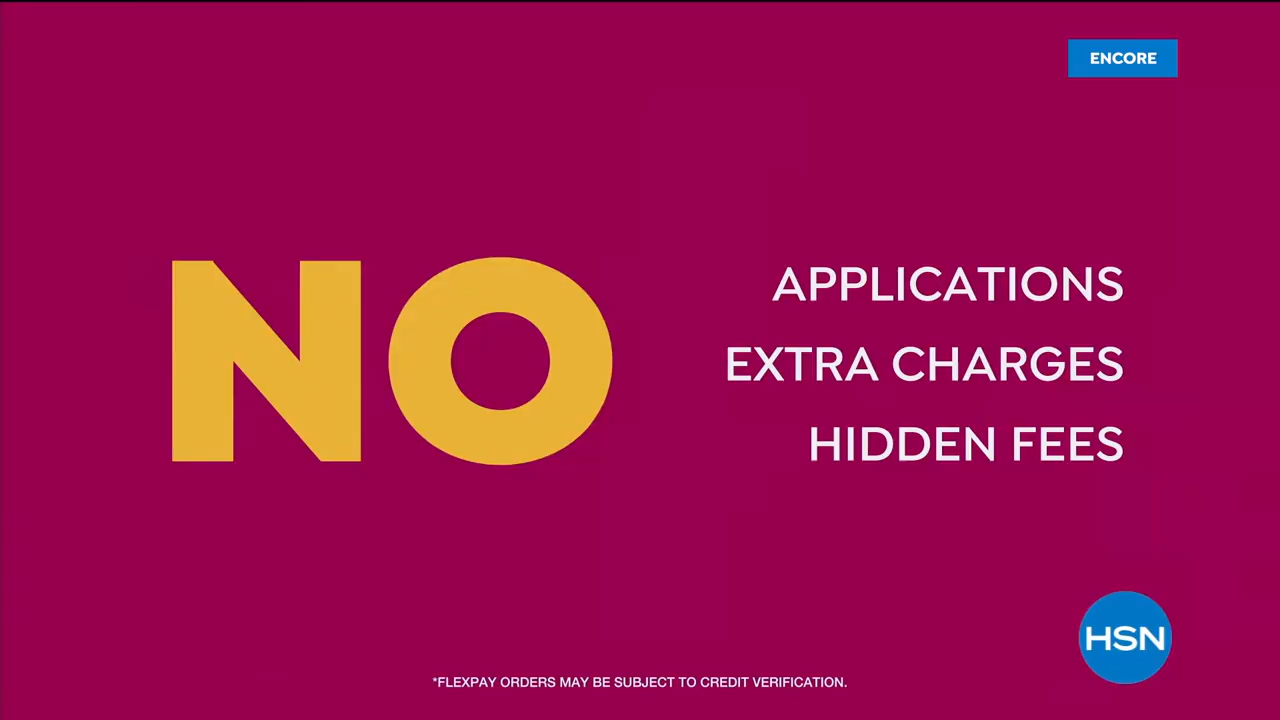 ENCORE
NO
APPLICATIONS
EXTRA CHARGES
HIDDEN FEES
HSN
*FLEXPAY ORDERS MAY BE SUBJECT TO CREDIT VERIFICATION.